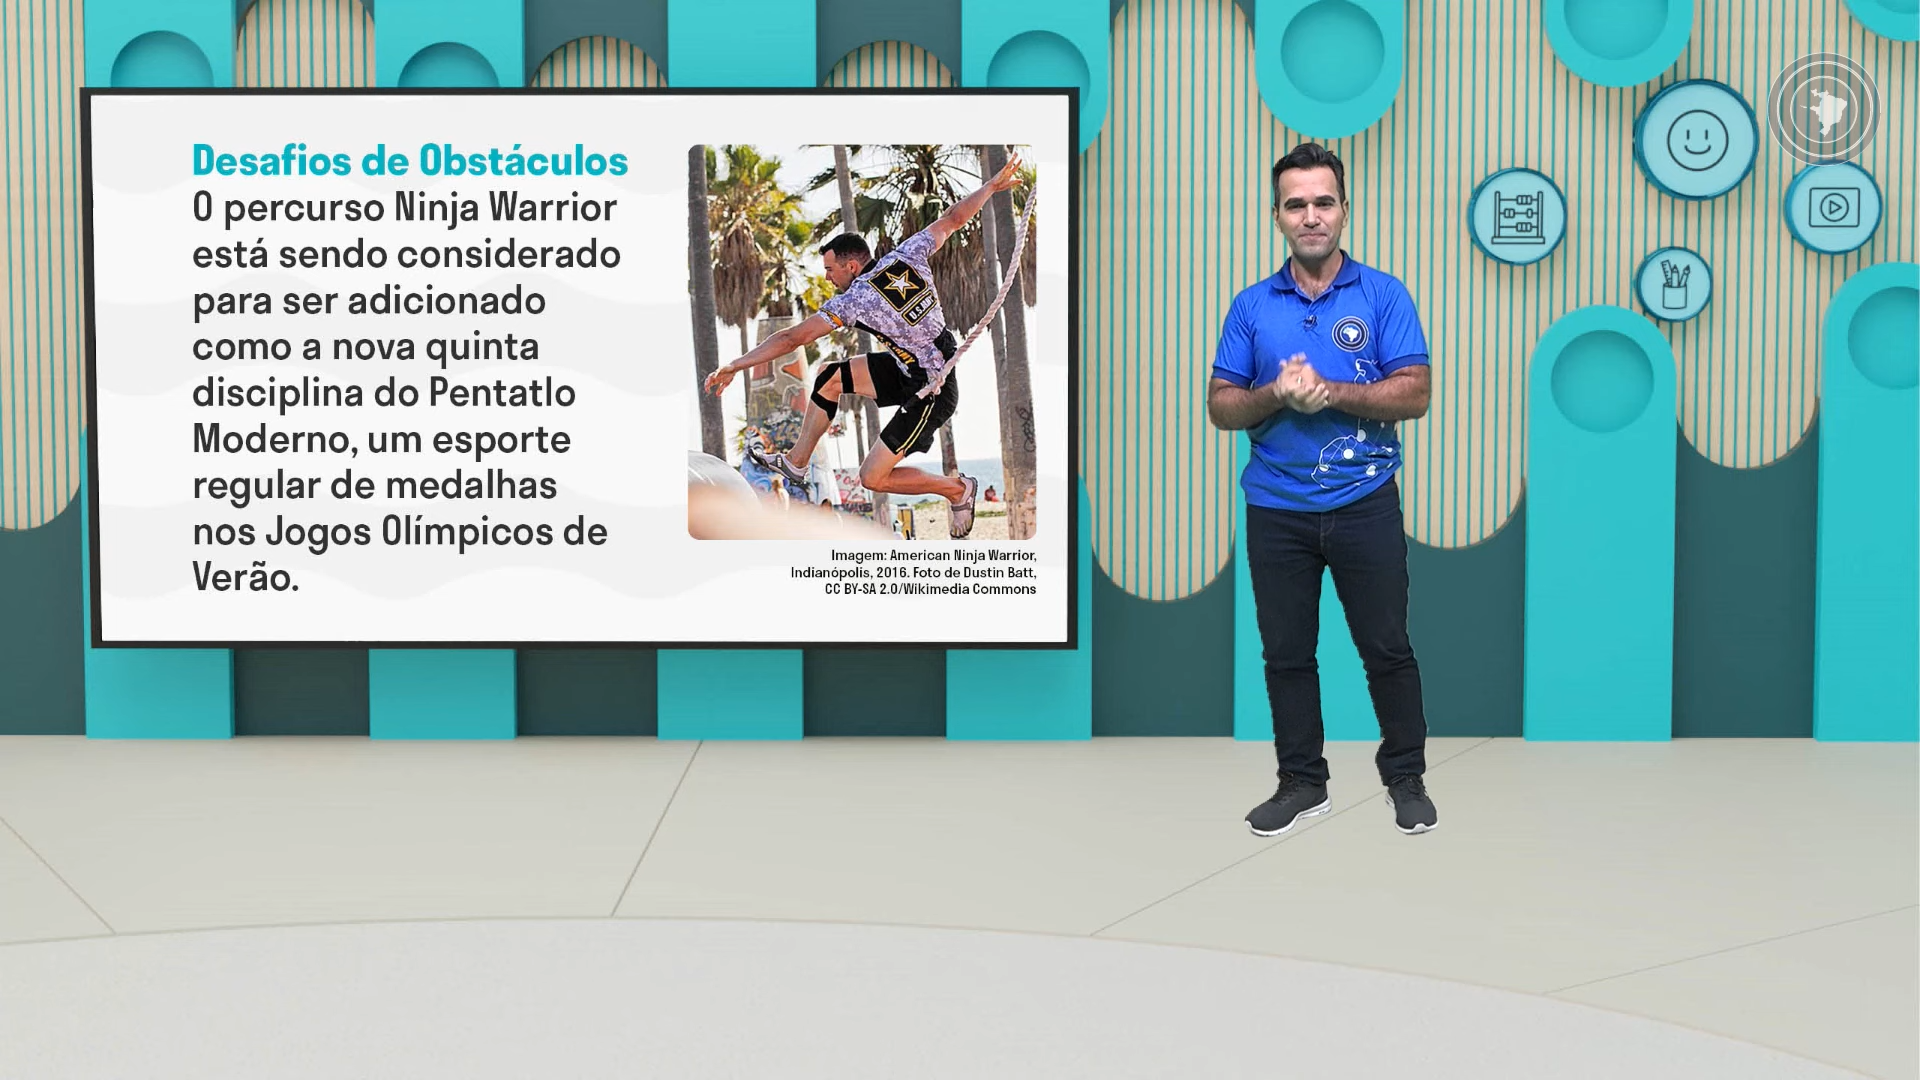 Desafios de Obstáculos
O percurso Ninja Warrior
está sendo considerado
para ser adicionado
como a nova quinta
disciplina do Pentatlo
Moderno, um esporte
regular de medalhas
nos Jogos Olímpicos de
Verão.
U.S. ARMY
ARMY
Imagem: American Ninja Warrior,
Indianópolis, 2016. Foto de Dustin Batt,
CC BY-SA 2.0/Wikimedia Commons